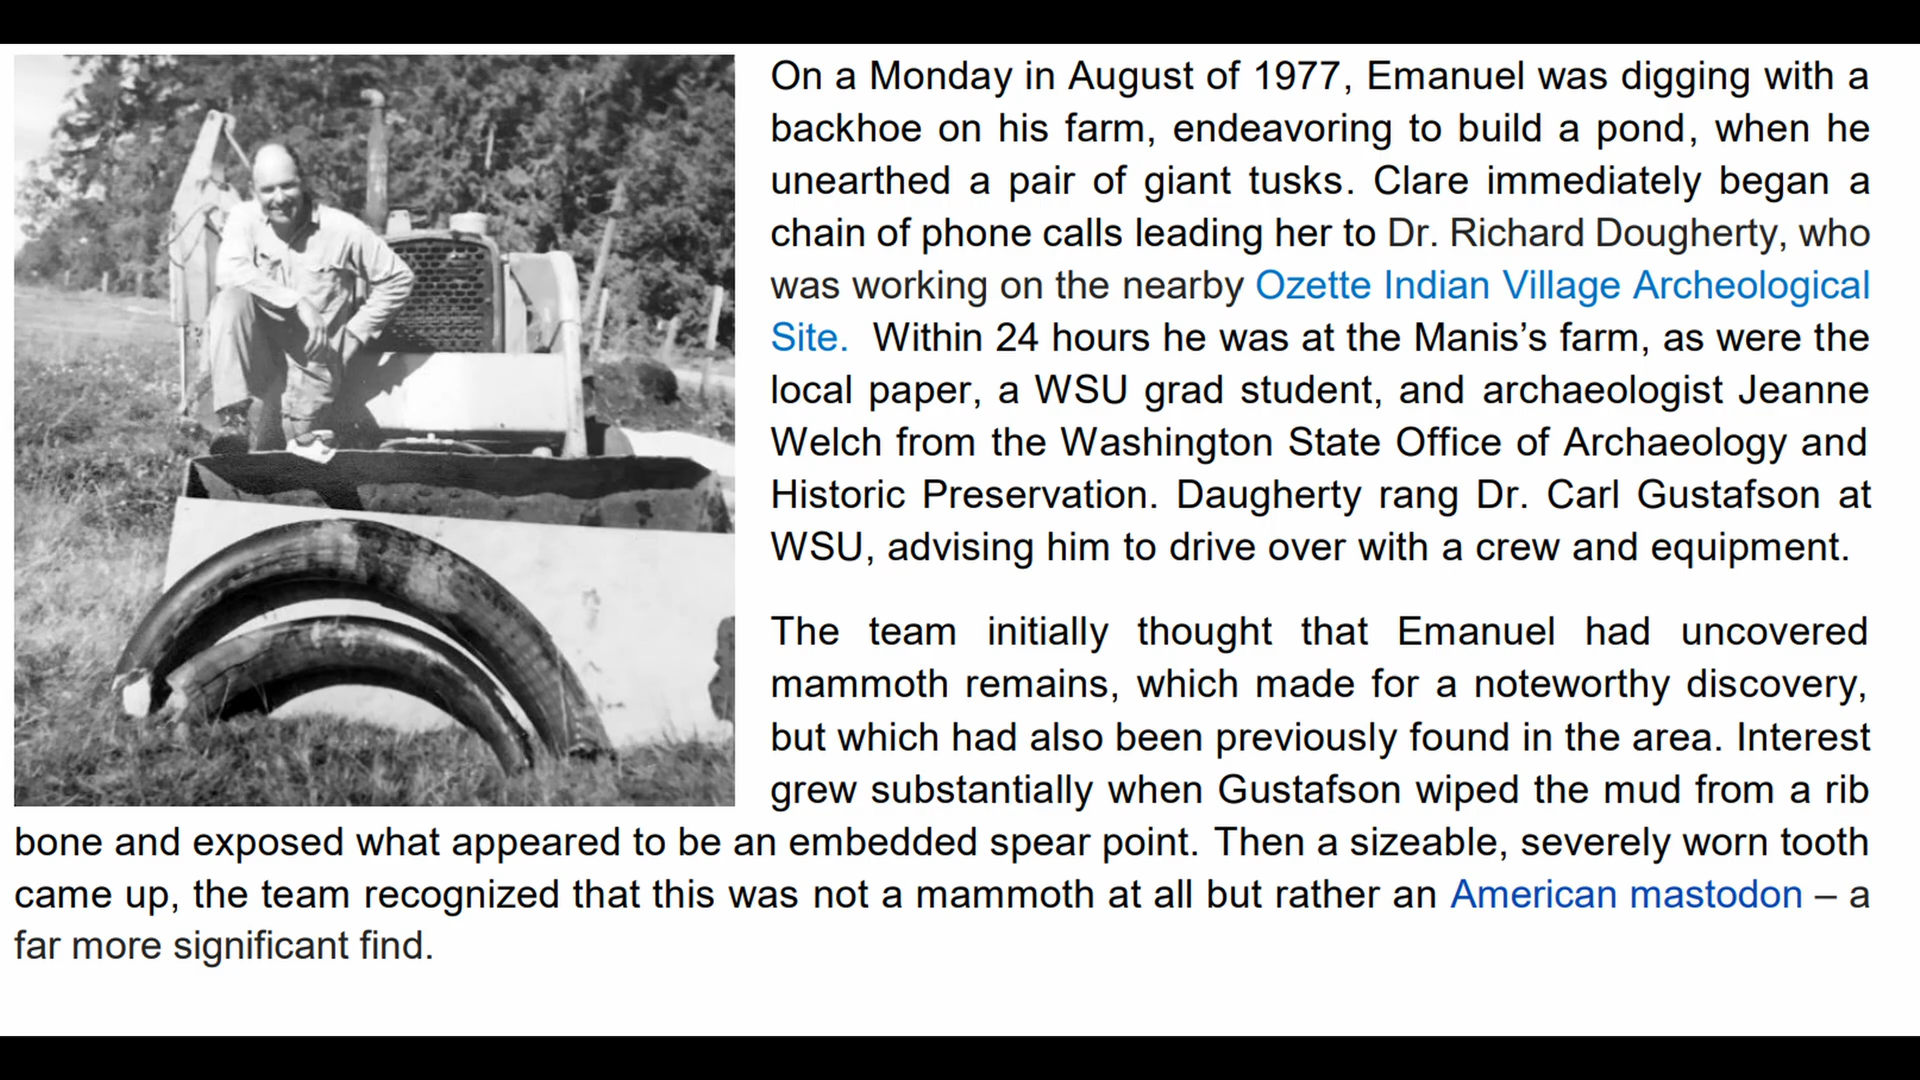 On a Monday in August of 1977, Emanuel was digging with a
backhoe on his farm, endeavoring to build a pond, when he
unearthed a pair of giant tusks. Clare immediately began a
chain of phone calls leading her to Dr. Richard Dougherty, who
was working on the nearby Ozette Indian Village Archeological
Site.  Within 24 hours he was at the Manis’s farm, as were the
local paper, a WSU grad student, and archaeologist Jeanne
Welch from the Washington State Office of Archaeology and
Historic Preservation. Daugherty rang Dr. Carl Gustafson at
WSU, advising him to drive over with a crew and equipment.
The team initially thought that Emanuel had uncovered
mammoth remains, which made for a noteworthy discovery,
but which had also been previously found in the area. Interest
grew substantially when Gustafson wiped the mud from a rib
bone and exposed what appeared to be an embedded spear point. Then a sizeable, severely worn tooth
came up, the team recognized that this was not a mammoth at all but rather an American mastodon – a
far more significant find.